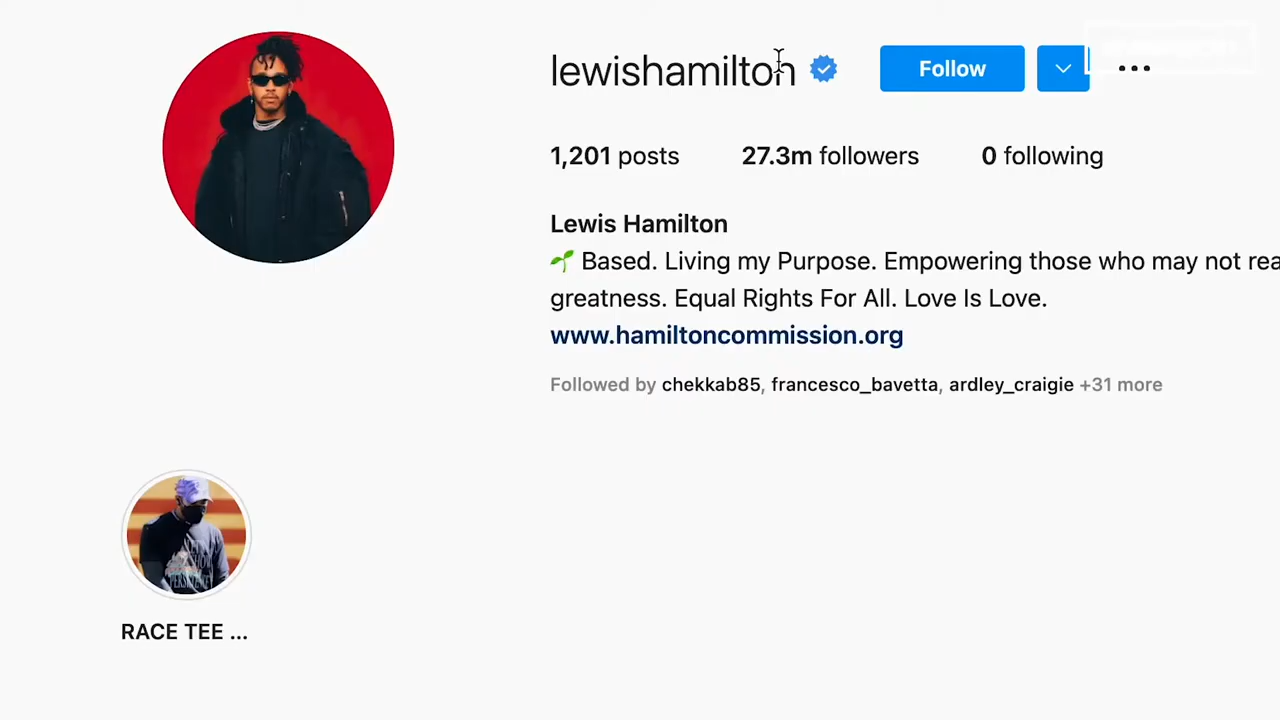 lewishamilton
Follow
1,201 posts 27.3m followers 0 following
Lewis Hamilton
🌱 Based. Living my Purpose. Empowering those who may not rea
greatness. Equal Rights For All. Love Is Love.
www.hamiltoncommission.org
Followed by chekkab85, francesco_bavetta, ardley_craigie +31 more
RACE TEE ...